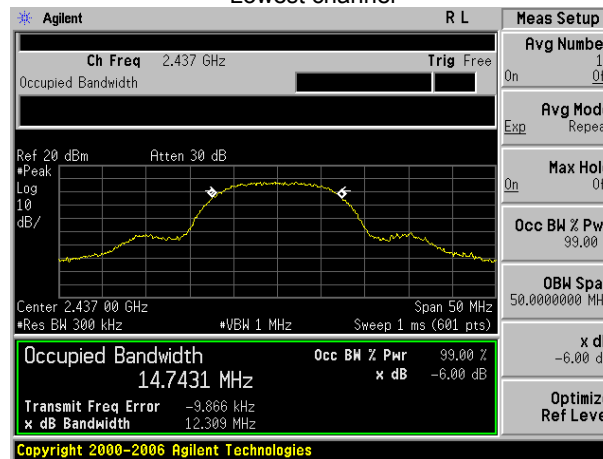 Lowest channel
Agilent R L
Ch Freq 2.437 GHz Trig Free
Occupied Bandwidth
Ref 20 dBm Atten 30 dB
#Peak
Log
10
dB/
Center 2.437 00 GHz Span 50 MHz
#Res BW 300 kHz #VBW 1 MHz Sweep 1 ms (601 pts)
Occupied Bandwidth
14.7431 MHz
Occ BW % Pwr 99.00 %
x dB -6.00 dB
Transmit Freq Error -9.866 kHz
x dB Bandwidth 12.309 MHz
Copyright 2000-2006 Agilent Technologies
Meas Setup
Avg Numbe
1
On O
Avg Mod
Exp Repea
Max Hol
On O
Occ BW % Pw
99.00
OBW Spa
50.0000000 MH
x d
-6.00 d
Optimiz
Ref Leve